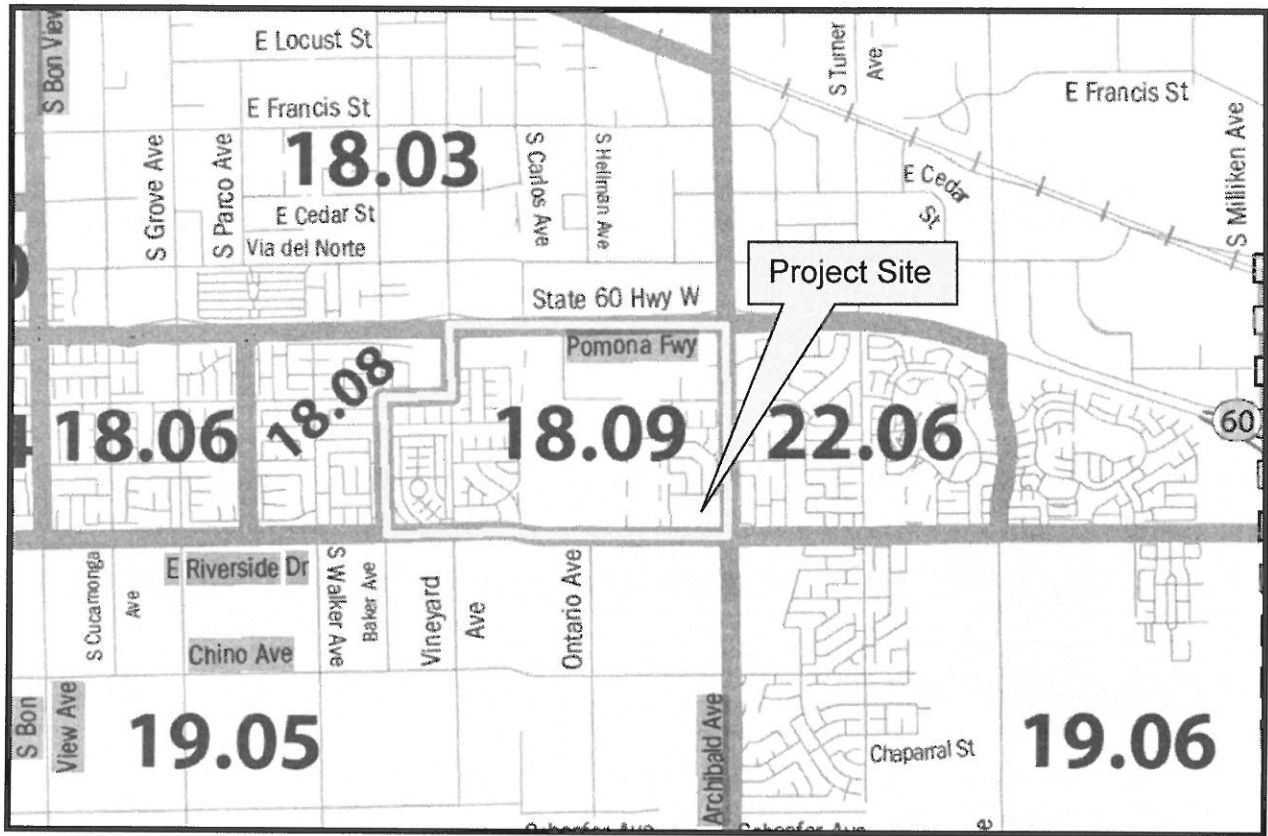 S Bon View
E Locust St
S Turner
Ave
E Francis St
E Francis St
18.03
S Grove Ave
S Parco Ave
S Carlos Ave
S Hellman Ave
E Cedar
St
S Milliken Ave
E Cedar St
Via del Norte
Project Site
State 60 Hwy W
Pomona Fwy
18.06
18.08
18.09
22.06
60
S Cucamonga
Ave
E Riverside Dr
S Walker Ave
Baker Ave
Vineyard
Ave
Ontario Ave
Chino Ave
S Bon
View Ave
19.05
Archibald Ave
Chaparral St
19.06